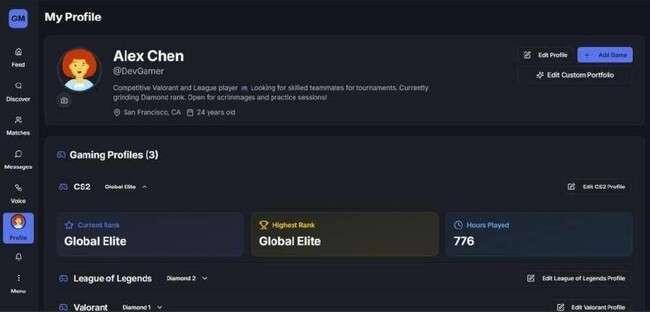 GM
My Profile
Alex Chen
@DevGamer
Competitive Valorant and League player 🎮 Looking for skilled teammates for tournaments. Currently
grinding Diamond rank. Open for scrimmages and practice sessions!
San Francisco, CA 24 years old
Edit Profile
+ Add Game
Edit Custom Portfolio
Feed
Discover
Matches
Messages
Voice
Profile
Menu
Gaming Profiles (3)
CS2 Global Elite
Edit CS2 Profile
Current Rank
Global Elite
Highest Rank
Global Elite
Hours Played
776
League of Legends Diamond 2
Edit League of Legends Profile
Valorant Diamond 1
Edit Valorant Profile